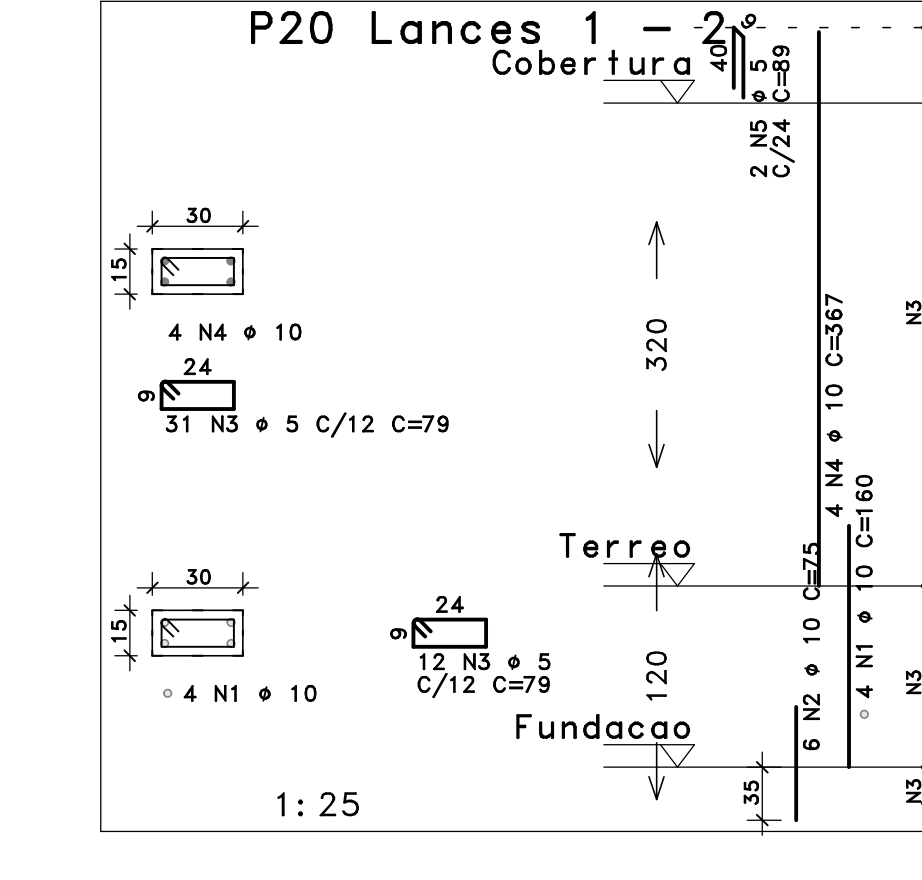 P20 Lances 1 - 2
9
40
2 N5 ø 5
C/24 C=89
Cobertura
30
15
4 N4 ø 10
24
9
31 N3 ø 5 C/12 C=79
320
4 N4 ø 10 C=367
N3
Terreo
30
15
4 N1 ø 10
24
9
12 N3 ø 5
C/12 C=79
120
6 N2 ø 10 C=75
4 N1 ø 10 C=160
N3
Fundacao
35
N3
1:25